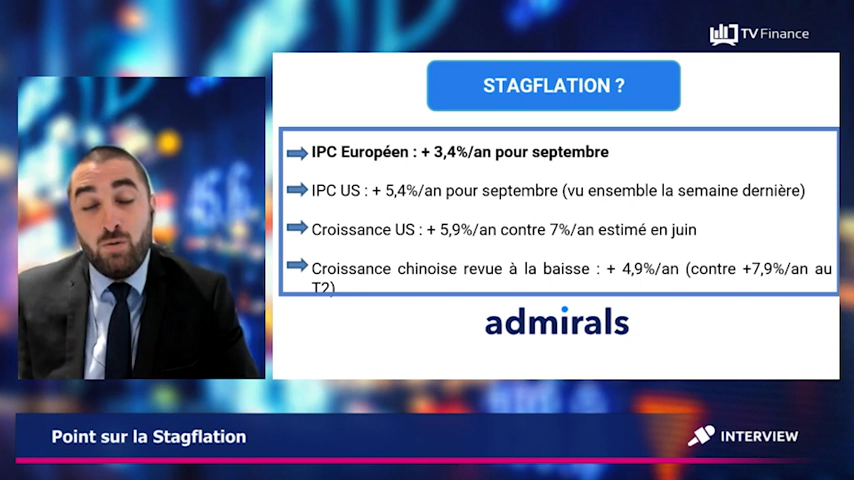 TV Finance
STAGFLATION ?
IPC Européen : + 3,4%/an pour septembre
IPC US : + 5,4%/an pour septembre (vu ensemble la semaine dernière)
Croissance US : + 5,9%/an contre 7%/an estimé en juin
Croissance chinoise revue à la baisse : + 4,9%/an (contre +7,9%/an au
T2)
admirals
Point sur la Stagflation
INTERVIEW